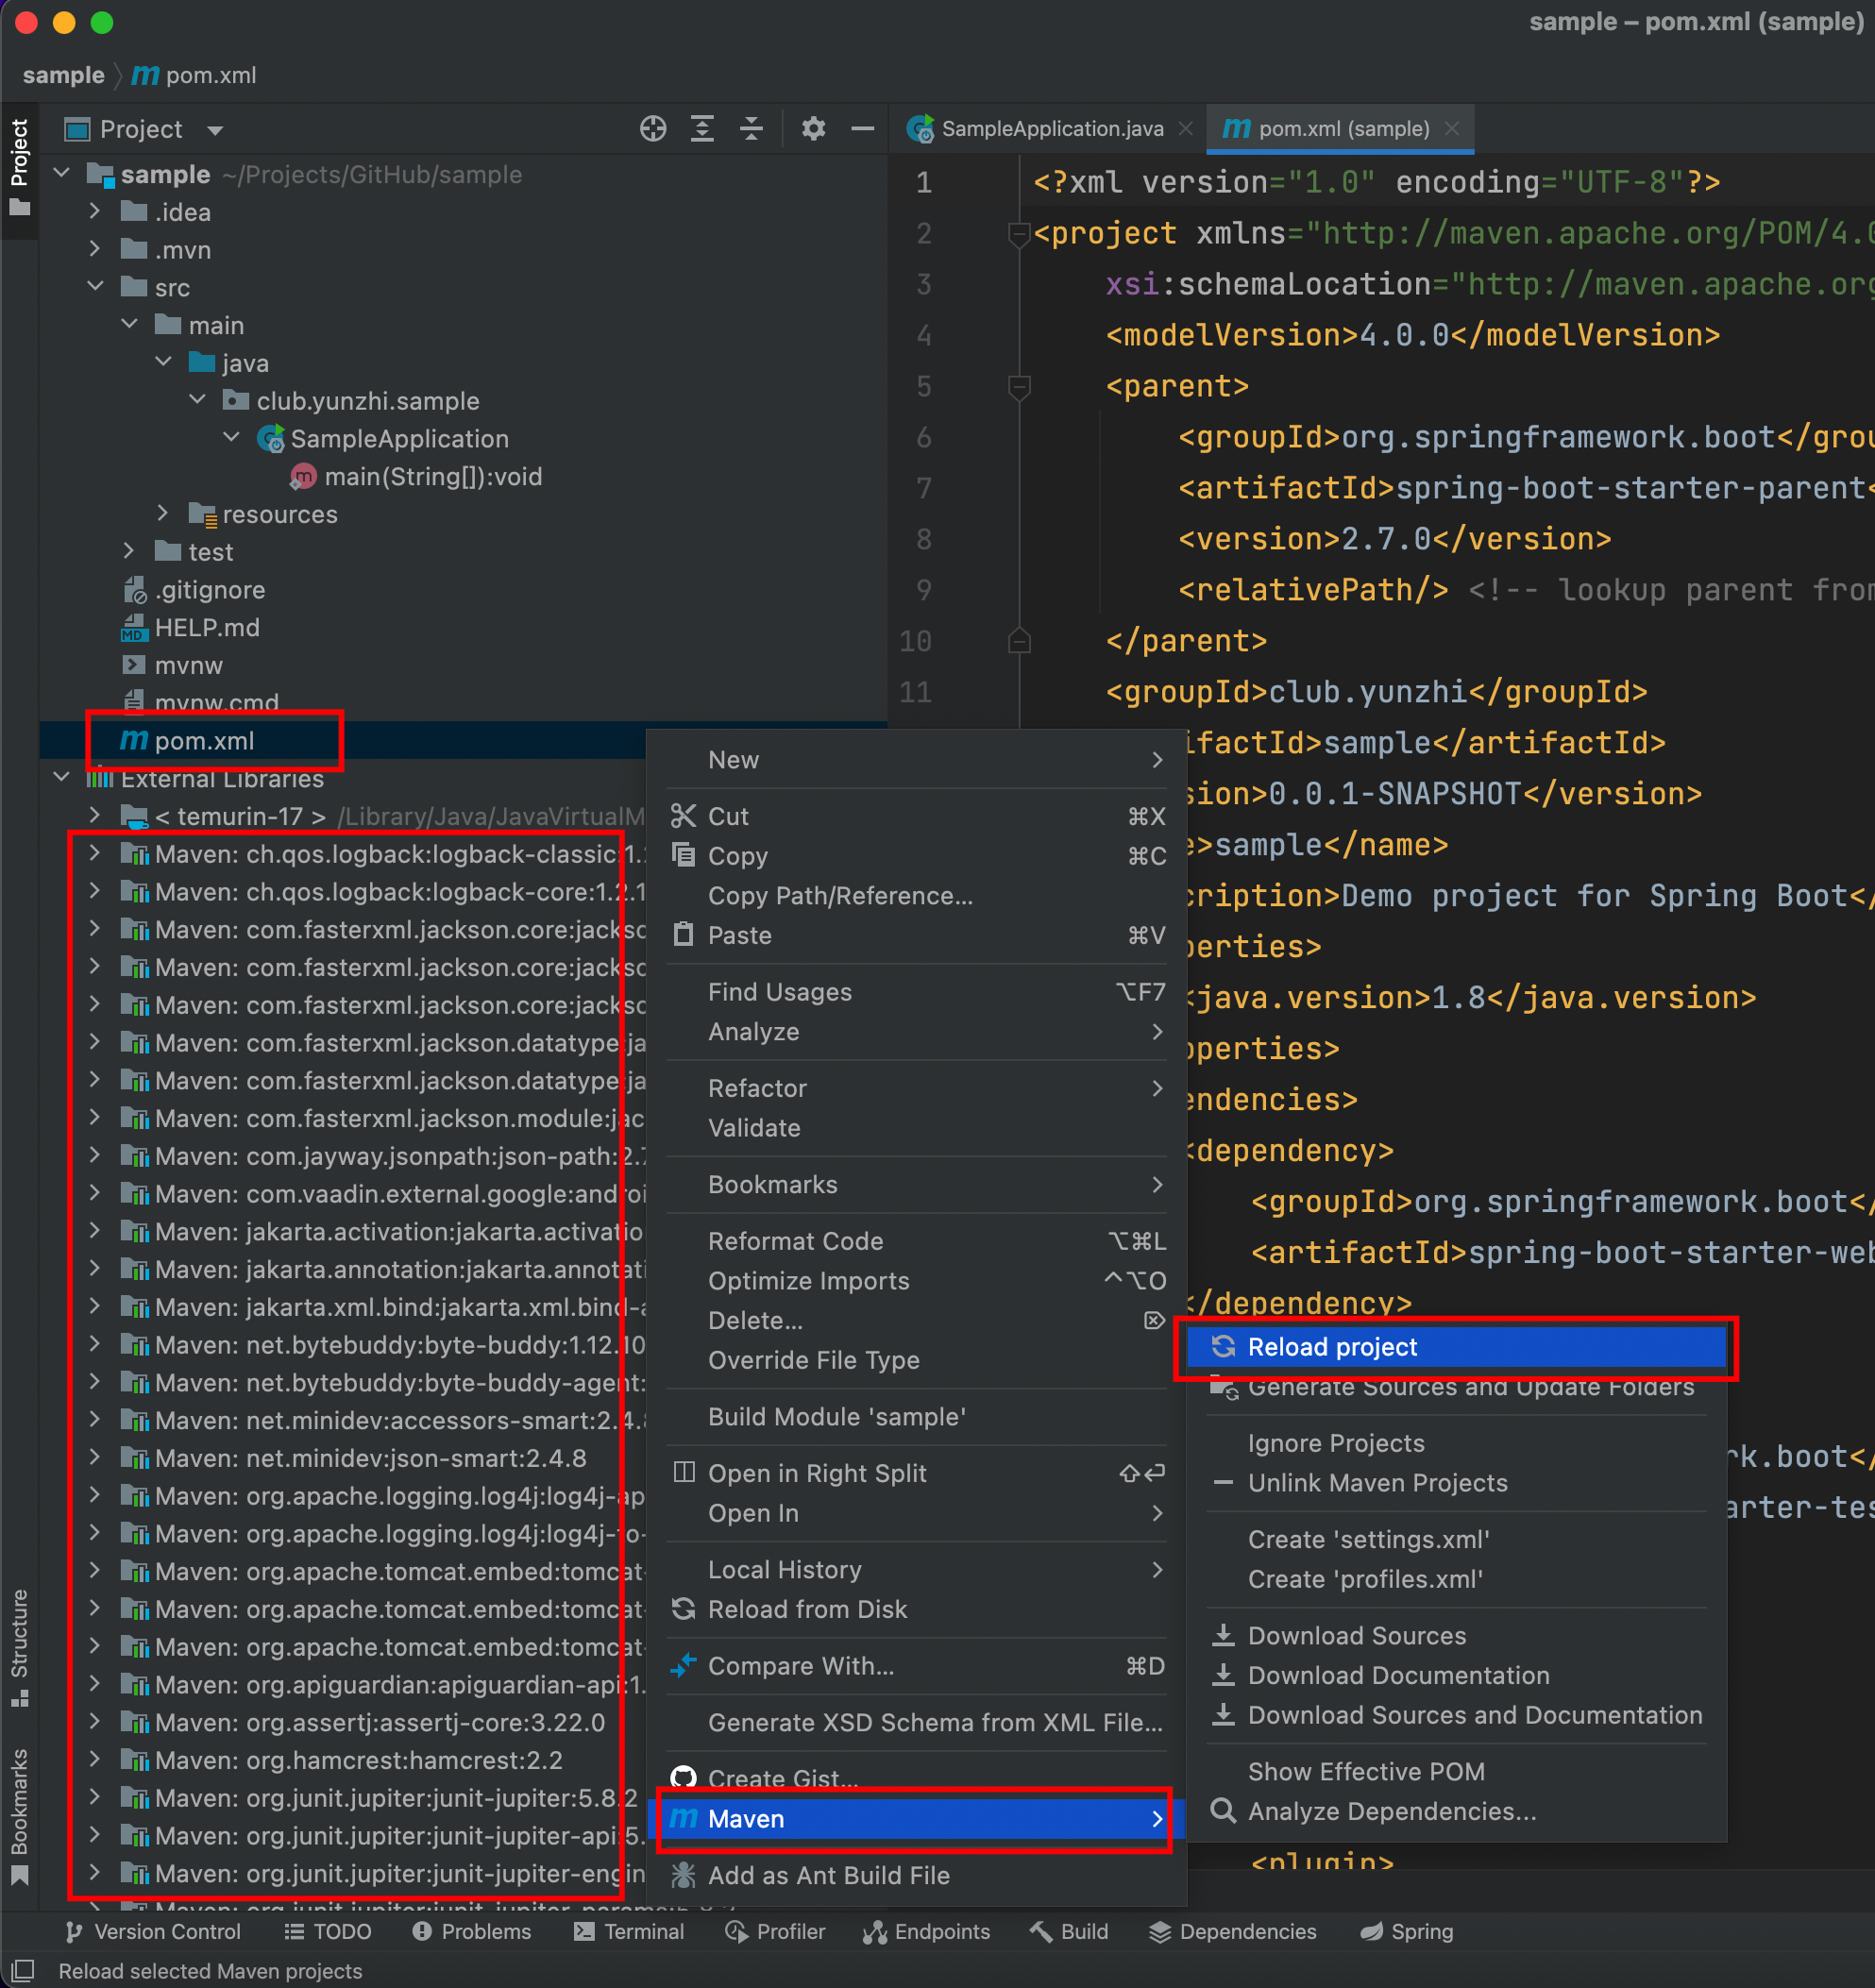 sample – pom.xml (sample)
sample pom.xml
Project
Project
SampleApplication.java
pom.xml (sample)
sample ~/Projects/GitHub/sample
.idea
.mvn
src
main
java
club.yunzhi.sample
SampleApplication
main(String[]):void
resources
test
.gitignore
HELP.md
mvnw
mvnw.cmd
pom.xml
External Libraries
< temurin-17 > /Library/Java/JavaVirtualM
Maven: ch.qos.logback:logback-classic:1.
Maven: ch.qos.logback:logback-core:1.2.1
Maven: com.fasterxml.jackson.core:jackso
Maven: com.fasterxml.jackson.core:jackso
Maven: com.fasterxml.jackson.core:jackso
Maven: com.fasterxml.jackson.datatype:ja
Maven: com.fasterxml.jackson.datatype:ja
Maven: com.fasterxml.jackson.module:jac
Maven: com.jayway.jsonpath:json-path:2.7
Maven: com.vaadin.external.google:androi
Maven: jakarta.activation:jakarta.activatio
Maven: jakarta.annotation:jakarta.annotati
Maven: jakarta.xml.bind:jakarta.xml.bind-a
Maven: net.bytebuddy:byte-buddy:1.12.10
Maven: net.bytebuddy:byte-buddy-agent:
Maven: net.minidev:accessors-smart:2.4.8
Maven: net.minidev:json-smart:2.4.8
Maven: org.apache.logging.log4j:log4j-ap
Maven: org.apache.logging.log4j:log4j-to-
Maven: org.apache.tomcat.embed:tomcat-
Maven: org.apache.tomcat.embed:tomcat-
Maven: org.apache.tomcat.embed:tomcat-
Maven: org.apiguardian:apiguardian-api:1.
Maven: org.assertj:assertj-core:3.22.0
Maven: org.hamcrest:hamcrest:2.2
Maven: org.junit.jupiter:junit-jupiter:5.8.2
Maven: org.junit.jupiter:junit-jupiter-api:5.
Maven: org.junit.jupiter:junit-jupiter-engin
1 <?xml version="1.0" encoding="UTF-8"?>
2 <project xmlns="http://maven.apache.org/POM/4.0
3 xsi:schemaLocation="http://maven.apache.org
4 <modelVersion>4.0.0</modelVersion>
5 <parent>
6 <groupId>org.springframework.boot</grou
7 <artifactId>spring-boot-starter-parent<
8 <version>2.7.0</version>
9 <relativePath/> <!-- lookup parent from
10 </parent>
11 <groupId>club.yunzhi</groupId>
ifactId>sample</artifactId>
sion>0.0.1-SNAPSHOT</version>
e>sample</name>
cription>Demo project for Spring Boot</
perties>
<java.version>1.8</java.version>
operties>
endencies>
<dependency>
<groupId>org.springframework.boot</
<artifactId>spring-boot-starter-web
</dependency>
rk.boot</
arter-tes
<plugin>
New
Cut ⌘X
Copy ⌘C
Copy Path/Reference...
Paste ⌘V
Find Usages ⌥F7
Analyze
Refactor
Validate
Bookmarks
Reformat Code ⌥⌘L
Optimize Imports ^⌥O
Delete... ⌦
Override File Type
Build Module 'sample'
Open in Right Split ⇧⏎
Open In
Local History
Reload from Disk
Compare With... ⌘D
Generate XSD Schema from XML File...
Create Gist...
Maven
Add as Ant Build File
Reload project
Generate Sources and Update Folders
Ignore Projects
Unlink Maven Projects
Create 'settings.xml'
Create 'profiles.xml'
Download Sources
Download Documentation
Download Sources and Documentation
Show Effective POM
Analyze Dependencies...
Structure
Bookmarks
Version Control TODO Problems Terminal Profiler Endpoints Build Dependencies Spring
Reload selected Maven projects